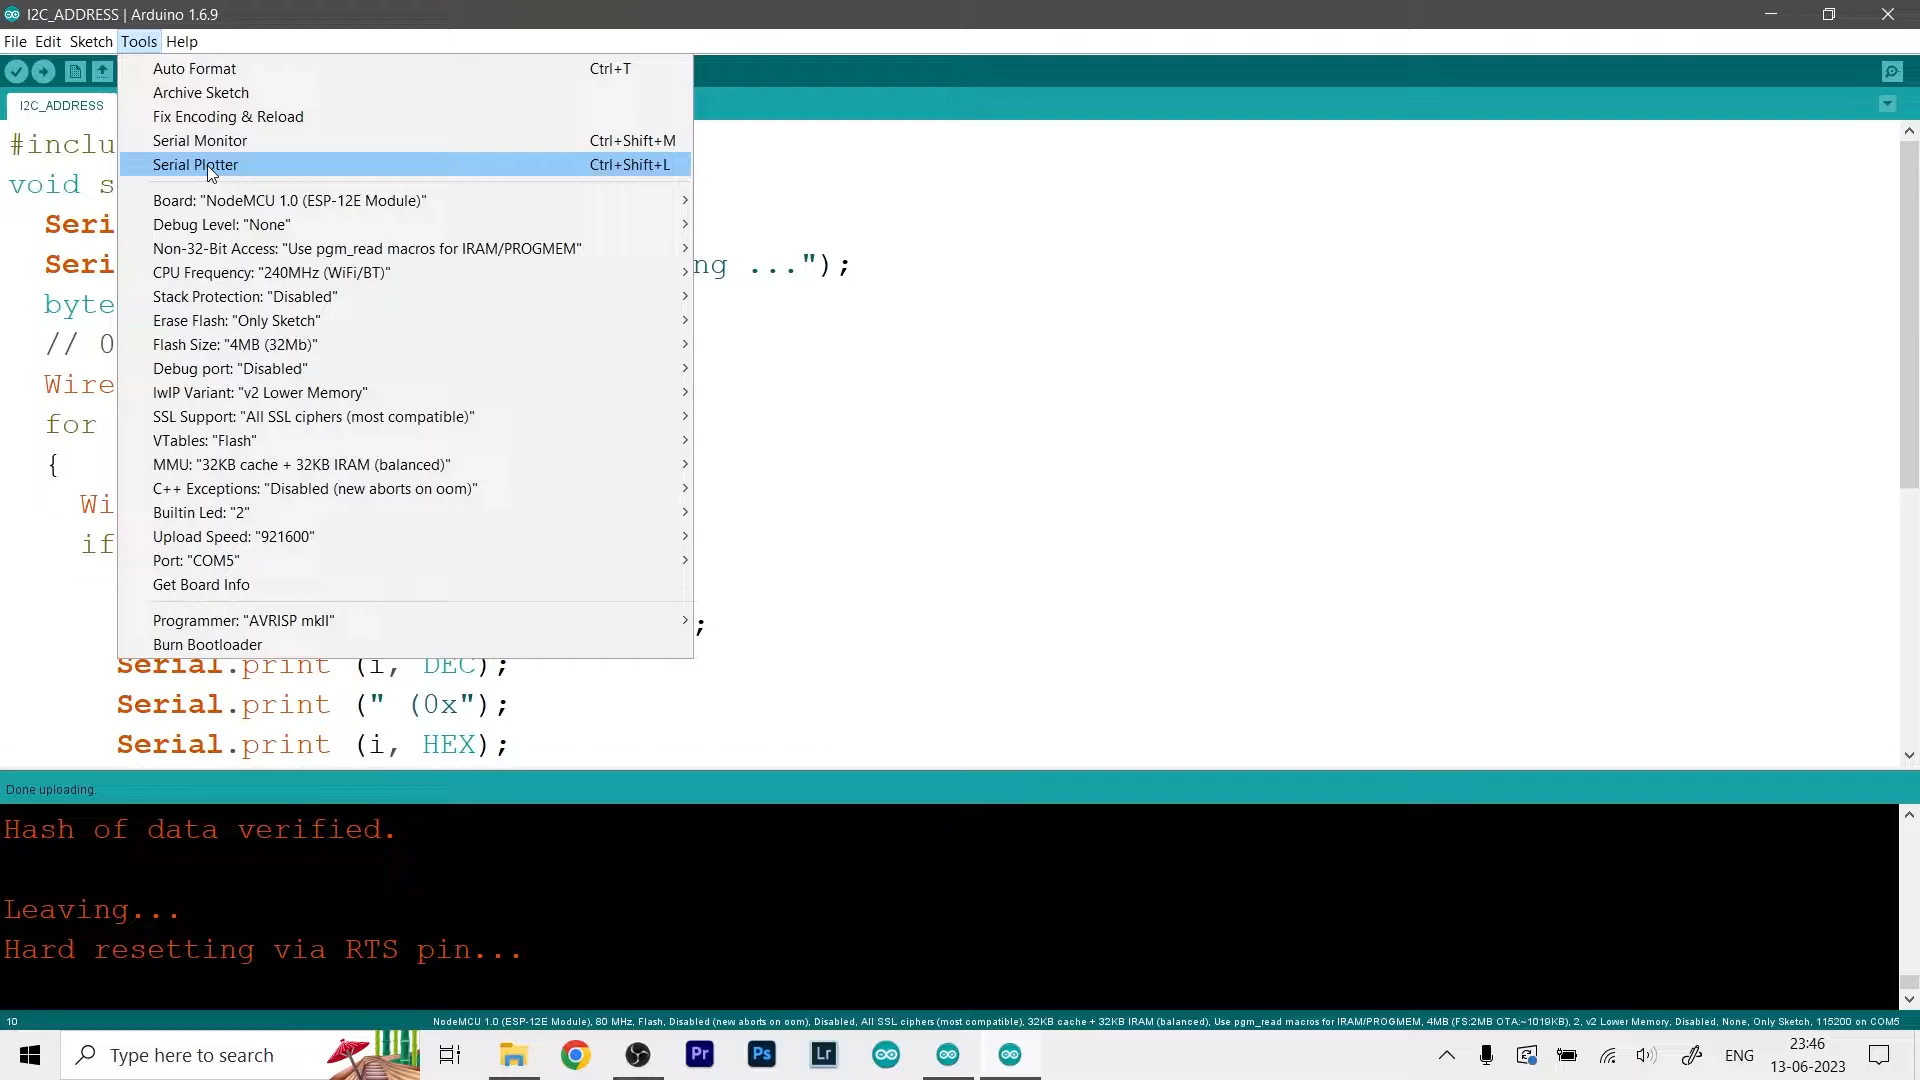 I2C_ADDRESS | Arduino 1.6.9
File Edit Sketch Tools Help
Auto Format Ctrl+T
Archive Sketch
I2C_ADDRESS
Fix Encoding & Reload
#inclu
Serial Monitor Ctrl+Shift+M
Serial Plotter Ctrl+Shift+L
void s
Board: "NodeMCU 1.0 (ESP-12E Module)"
Seri
Debug Level: "None"
Non-32-Bit Access: "Use pgm_read macros for IRAM/PROGMEM"
Seri ng ...");
CPU Frequency: "240MHz (WiFi/BT)"
Stack Protection: "Disabled"
byte
Erase Flash: "Only Sketch"
// 0
Flash Size: "4MB (32Mb)"
Debug port: "Disabled"
Wire
lwIP Variant: "v2 Lower Memory"
SSL Support: "All SSL ciphers (most compatible)"
for
VTables: "Flash"
{
MMU: "32KB cache + 32KB IRAM (balanced)"
C++ Exceptions: "Disabled (new aborts on oom)"
Wi
Builtin Led: "2"
Upload Speed: "921600"
if
Port: "COM5"
Get Board Info
Programmer: "AVRISP mkII"
;
Burn Bootloader
Serial.print (i, DEC);
Serial.print (" (0x");
Serial.print (i, HEX);
Done uploading.
Hash of data verified.
Leaving...
Hard resetting via RTS pin...
10 NodeMCU 1.0 (ESP-12E Module), 80 MHz, Flash, Disabled (new aborts on oom), Disabled, All SSL ciphers (most compatible), 32KB cache + 32KB IRAM (balanced), Use pgm_read macros for IRAM/PROGMEM, 4MB (FS:2MB OTA:~1019KB), 2, v2 Lower Memory, Disabled, None, Only Sketch, 115200 on COM5
Type here to search
Pr Ps Lr
ENG
23:46
13-06-2023